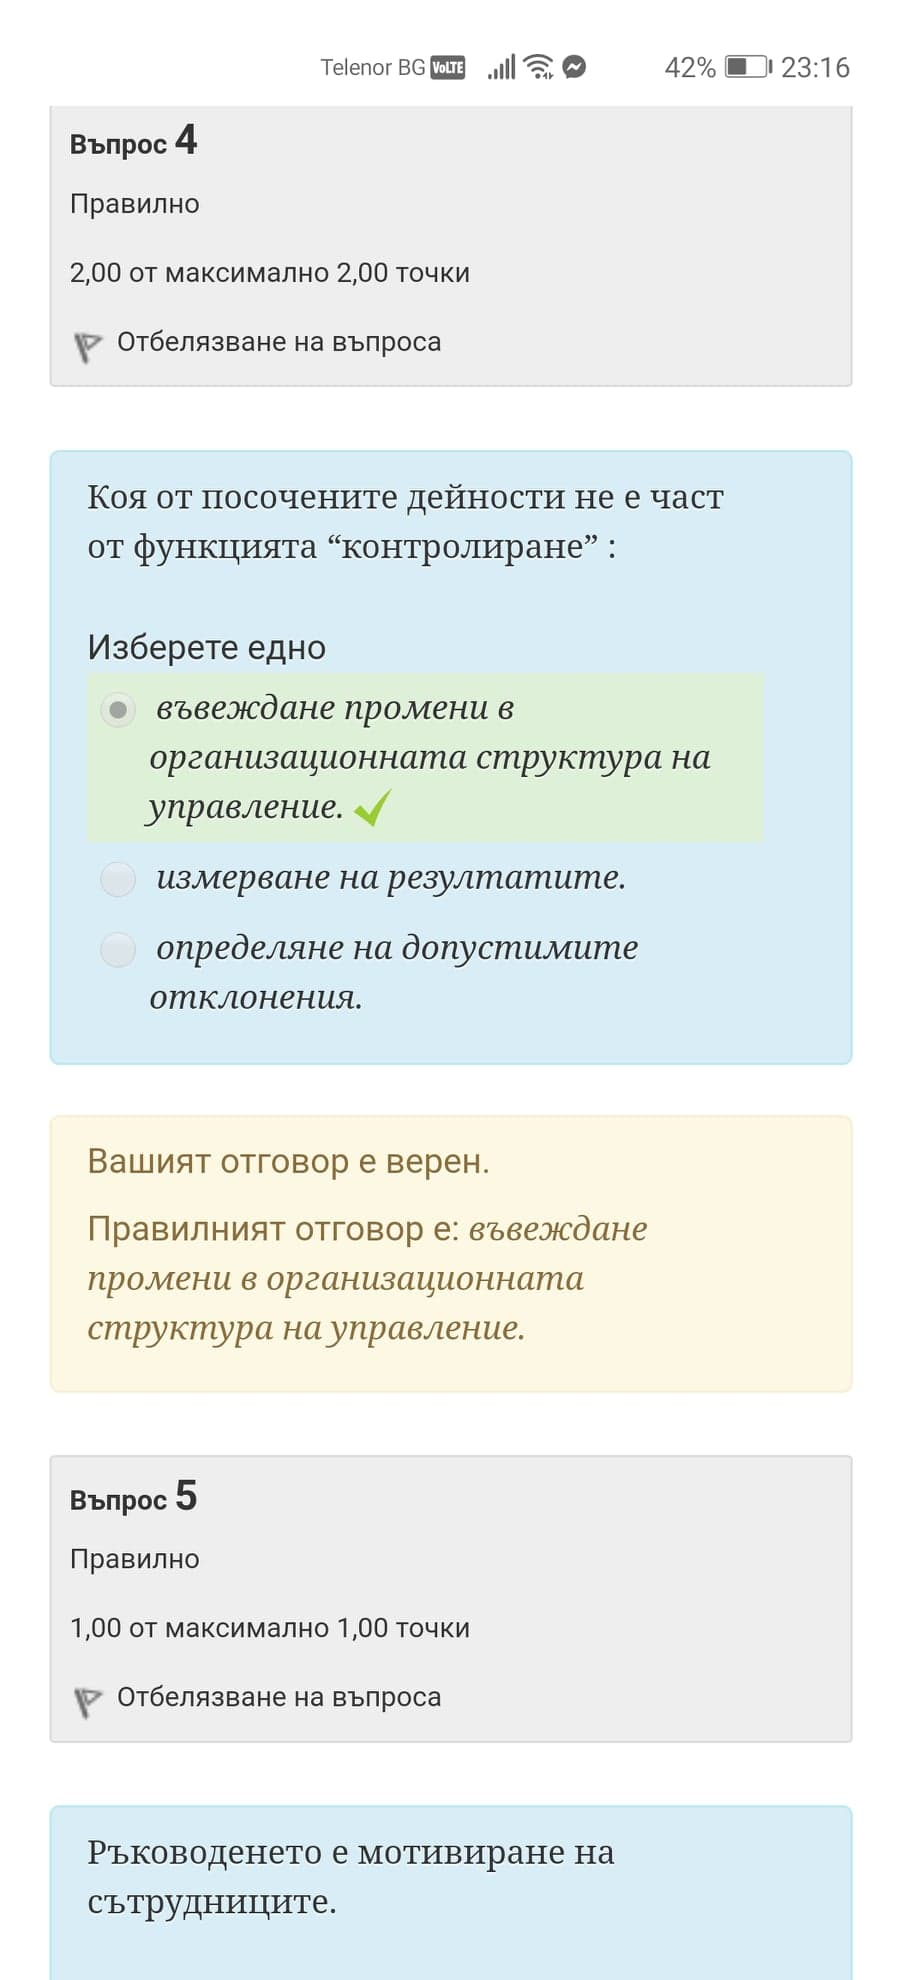 Telenor BG VoLTE 42% 23:16
Въпрос 4
Правилно
2,00 от максимално 2,00 точки
Отбелязване на въпроса
Коя от посочените дейности не е част
от функцията “контролиране” :
Изберете едно
въвеждане промени в
организационната структура на
управление.
измерване на резултатите.
определяне на допустимите
отклонения.
Вашият отговор е верен.
Правилният отговор е: въвеждане
промени в организационната
структура на управление.
Въпрос 5
Правилно
1,00 от максимално 1,00 точки
Отбелязване на въпроса
Ръководенето е мотивиране на
сътрудниците.